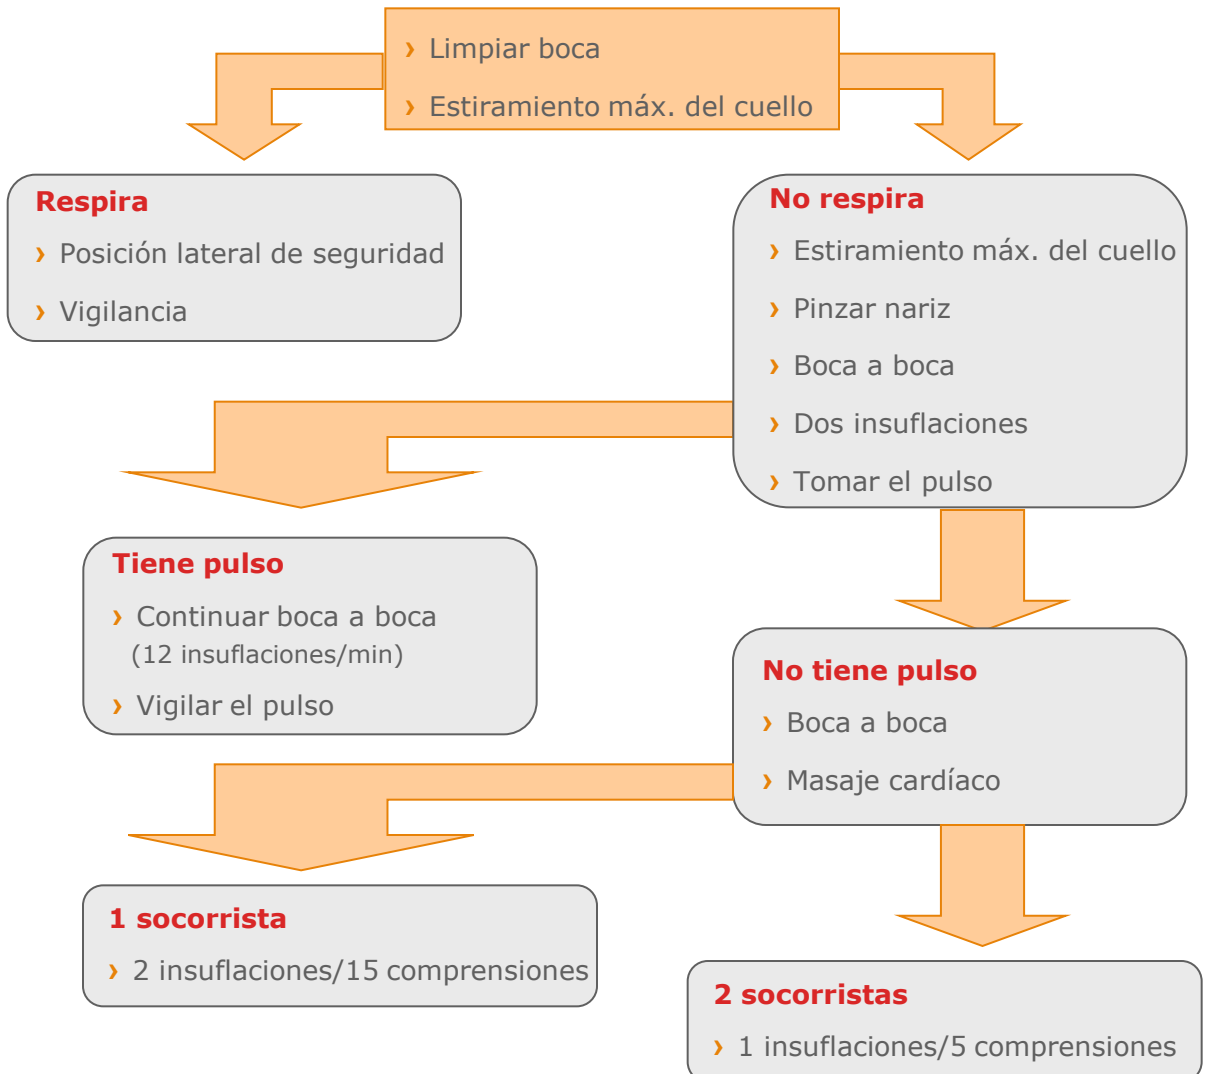 › Limpiar boca
› Estiramiento máx. del cuello
Respira
› Posición lateral de seguridad
› Vigilancia
No respira
› Estiramiento máx. del cuello
› Pinzar nariz
› Boca a boca
› Dos insuflaciones
› Tomar el pulso
Tiene pulso
› Continuar boca a boca
(12 insuflaciones/min)
› Vigilar el pulso
No tiene pulso
› Boca a boca
› Masaje cardíaco
1 socorrista
› 2 insuflaciones/15 comprensiones
2 socorristas
› 1 insuflaciones/5 comprensiones